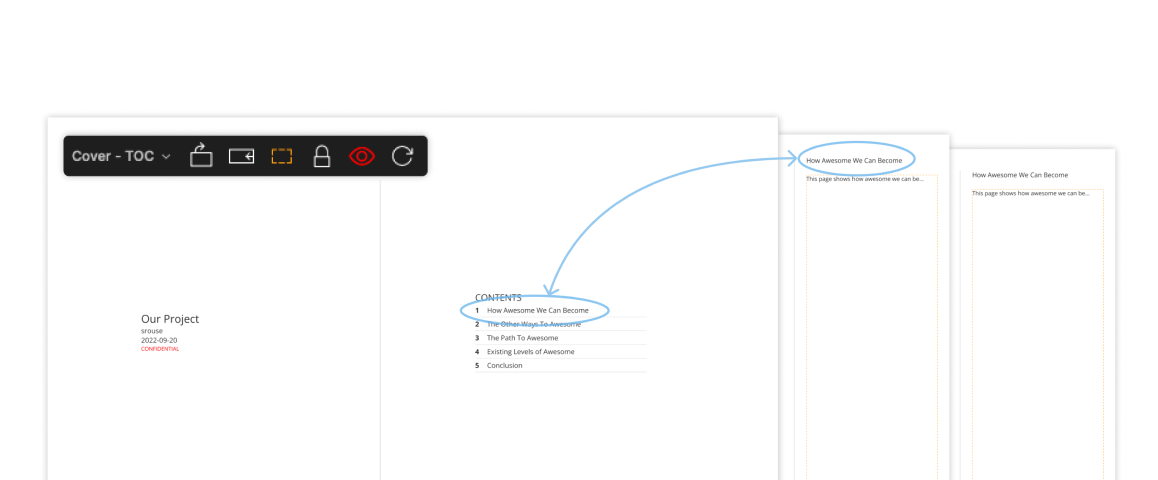 Cover - TOC
Our Project
srouse
2022-09-20
CONFIDENTIAL
CONTENTS
1 How Awesome We Can Become
2 The Other Ways To Awesome
3 The Path To Awesome
4 Existing Levels of Awesome
5 Conclusion
How Awesome We Can Become
This page shows how awesome we can be...
How Awesome We Can Become
This page shows how awesome we can be...